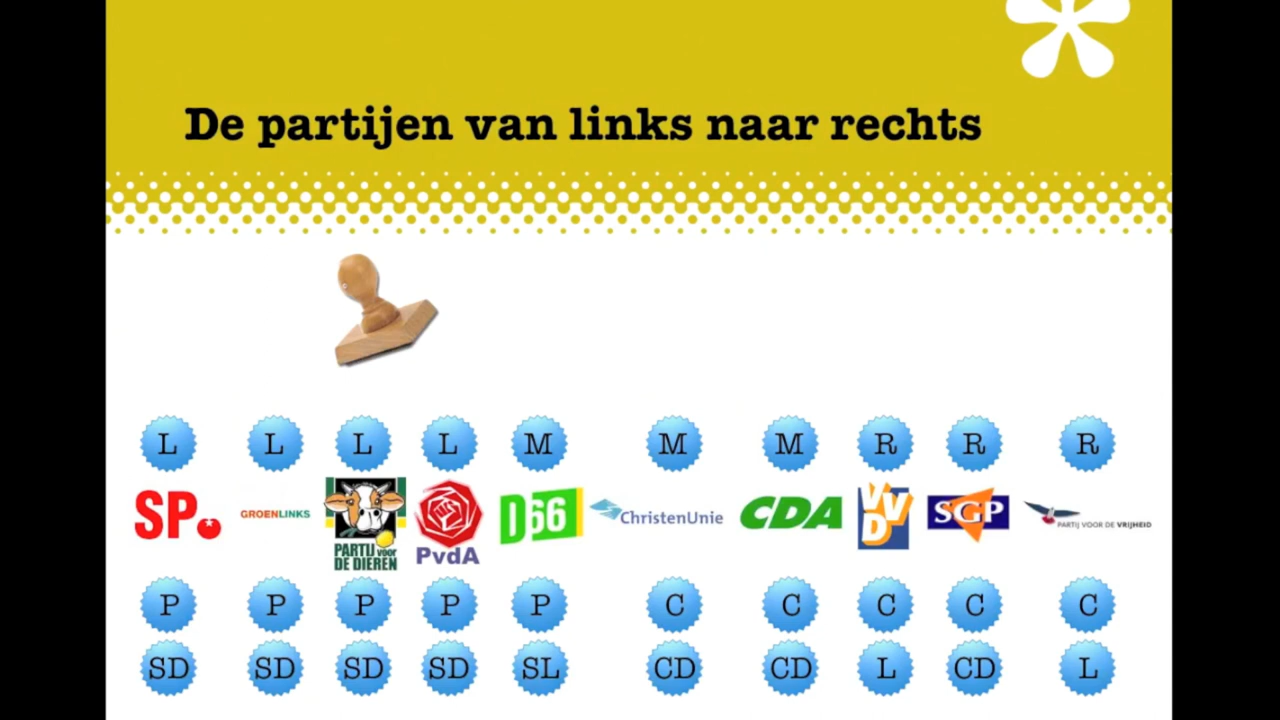 De partijen van links naar rechts
L L L L M M M R R R
SP. GROENLINKS PARTIJ voor DE DIEREN PvdA D66 ChristenUnie CDA VVD SGP PARTIJ VOOR DE VRIJHEID
P P P P P C C C C C
SD SD SD SD SL CD CD L CD L